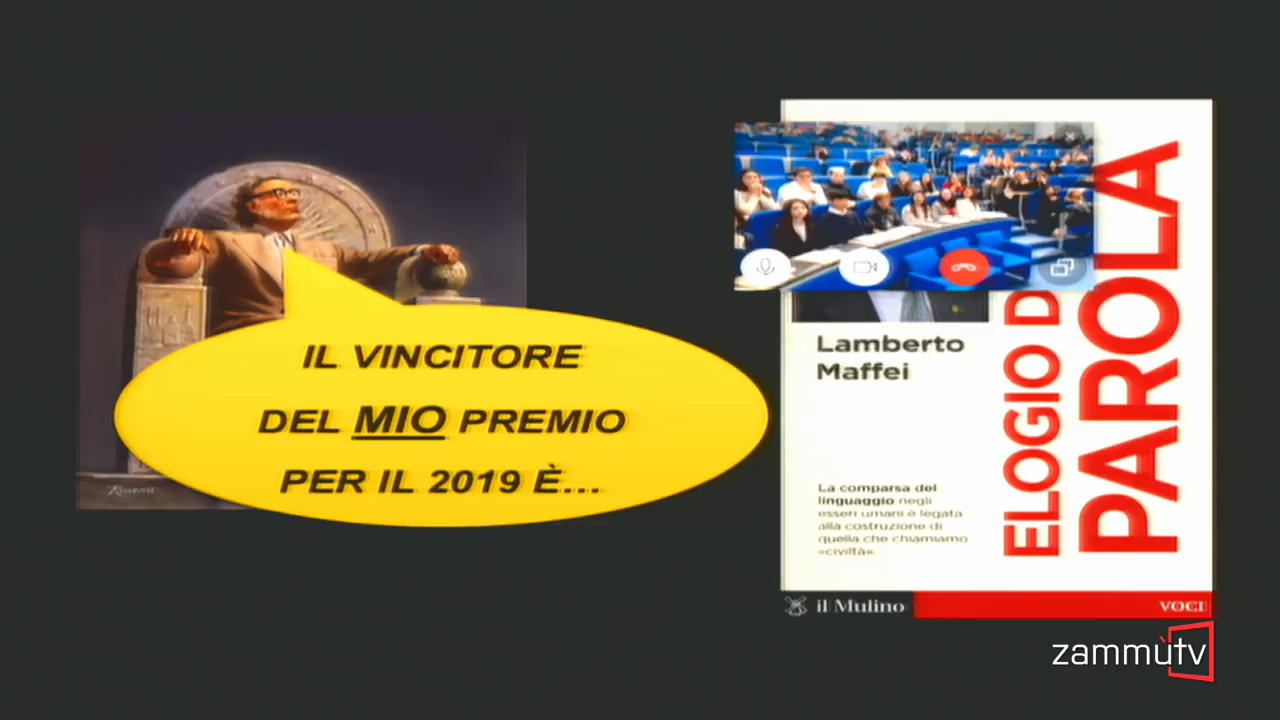 IL VINCITORE
DEL MIO PREMIO
PER IL 2019 È...
Lamberto
Maffei
La comparsa del
linguaggio negli
esseri umani è legata
alla costruzione di
quella che chiamiamo
«civiltà».
ELOGIO D
PAROLA
il Mulino
VOCI
zammùtv